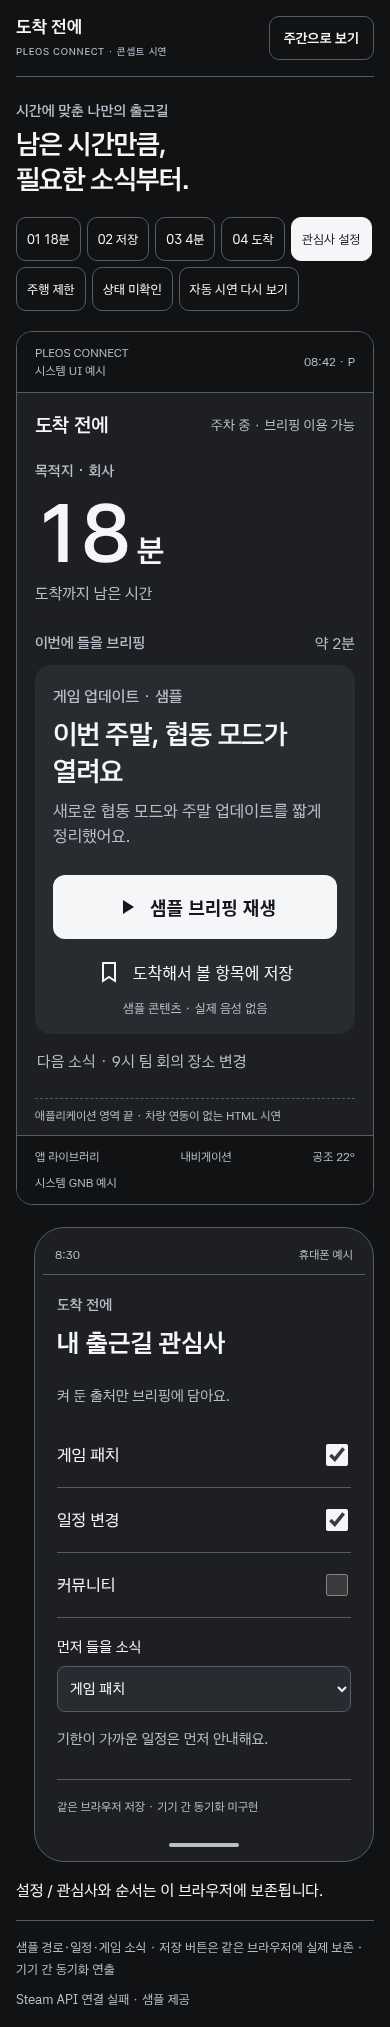 도착 전에
PLEOS CONNECT · 콘셉트 시연
주간으로 보기
시간에 맞춘 나만의 출근길
남은 시간만큼,
필요한 소식부터.
01 18분
02 저장
03 4분
04 도착
관심사 설정
주행 제한
상태 미확인
자동 시연 다시 보기
PLEOS CONNECT
시스템 UI 예시
08:42 · P
도착 전에
주차 중 · 브리핑 이용 가능
목적지 · 회사
18분
도착까지 남은 시간
이번에 들을 브리핑
약 2분
게임 업데이트 · 샘플
이번 주말, 협동 모드가
열려요
새로운 협동 모드와 주말 업데이트를 짧게
정리했어요.
샘플 브리핑 재생
도착해서 볼 항목에 저장
샘플 콘텐츠 · 실제 음성 없음
다음 소식 · 9시 팀 회의 장소 변경
애플리케이션 영역 끝 · 차량 연동이 없는 HTML 시연
앱 라이브러리
내비게이션
공조 22°
시스템 GNB 예시
8:30
휴대폰 예시
도착 전에
내 출근길 관심사
켜 둔 출처만 브리핑에 담아요.
게임 패치
일정 변경
커뮤니티
먼저 들을 소식
게임 패치
기한이 가까운 일정은 먼저 안내해요.
같은 브라우저 저장 · 기기 간 동기화 미구현
설정 / 관심사와 순서는 이 브라우저에 보존됩니다.
샘플 경로·일정·게임 소식 · 저장 버튼은 같은 브라우저에 실제 보존 ·
기기 간 동기화 연출
Steam API 연결 실패 · 샘플 제공